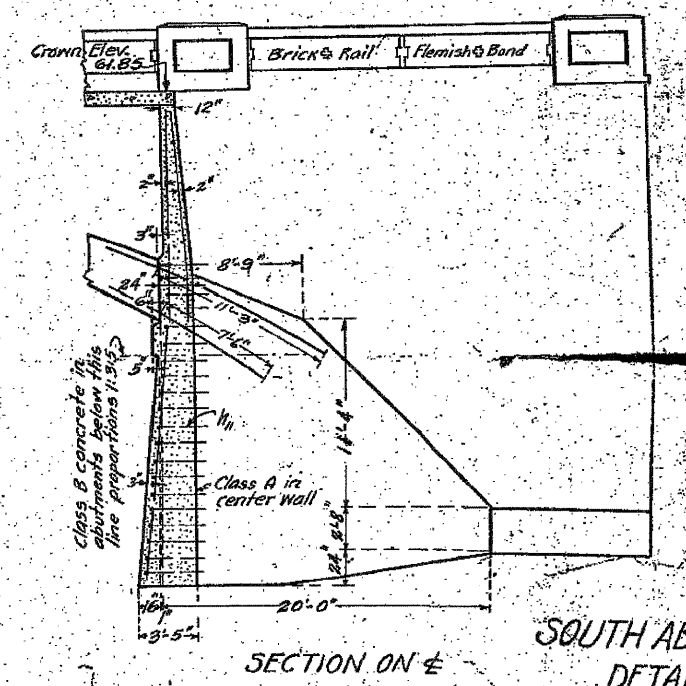 Crown Elev.
61.85
Brick Rail
Flemish Bond
12"
2"
2"
3"
8'-9"
24"
6"
11'-3"
7'-6"
5"
11'-4"
Class B concrete in
abutments below this
line proportions 1:3:5
Class A in
center wall
3"
2'-8"
24"
16"
1"
20'-0"
3'-5"
SECTION ON ℄
SOUTH AB
DETAI